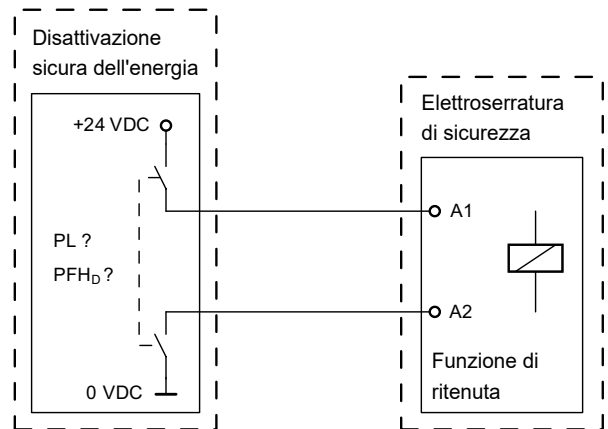 Disattivazione
sicura dell'energia
+24 VDC
PL ?
PFHD ?
0 VDC
Elettroserratura
di sicurezza
A1
A2
Funzione di
ritenuta